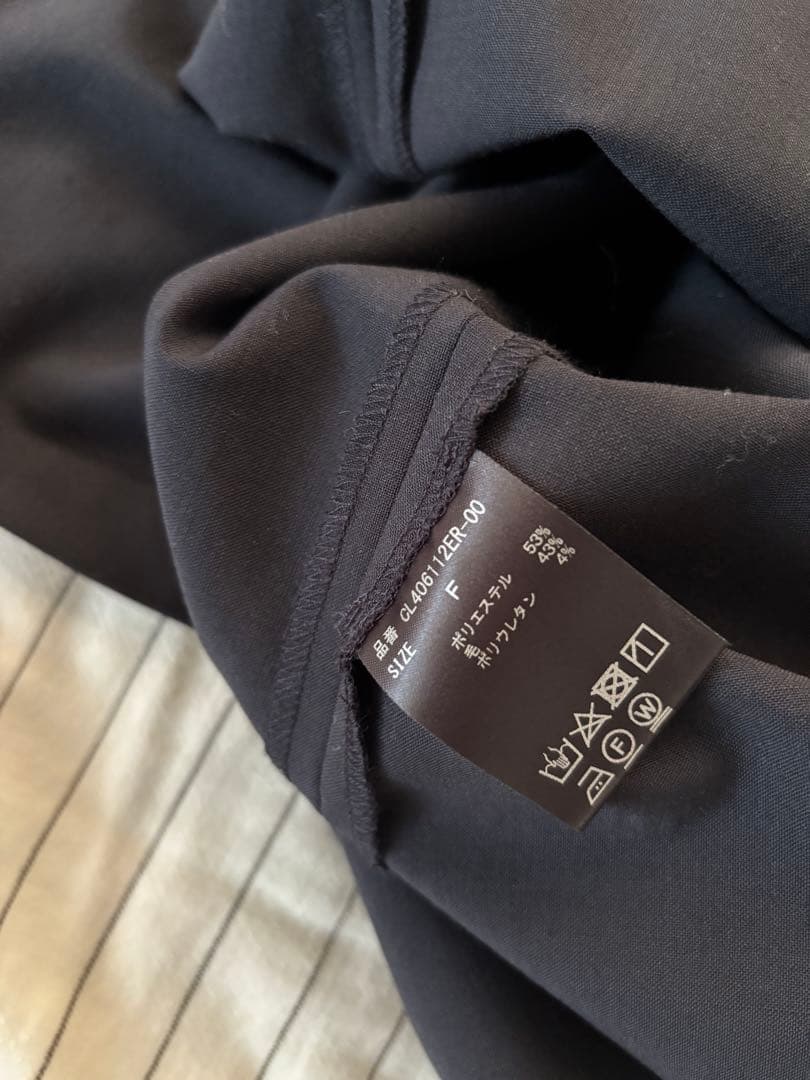 品番 CL406112ER-00
SIZE F
ポリエステル 53%
毛 43%
ポリウレタン 4%
F W